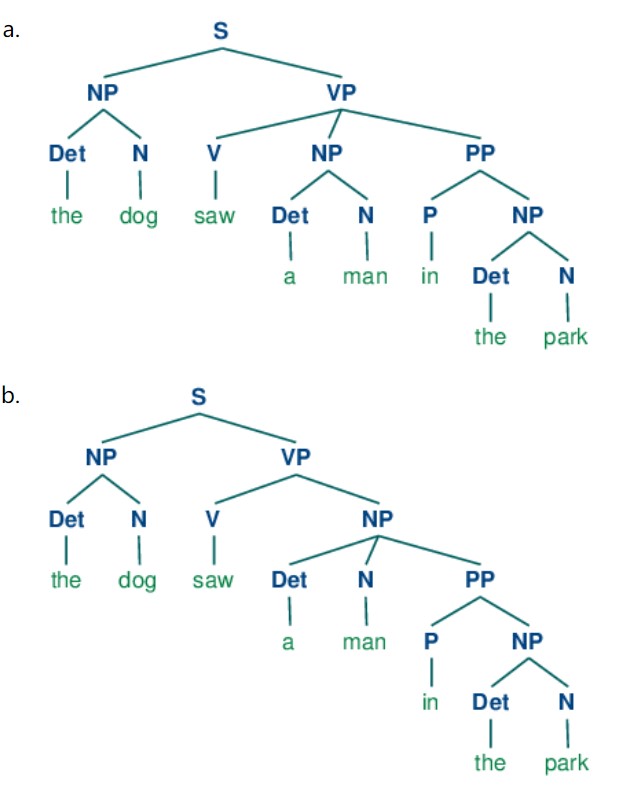 a.
S
NP VP
Det N V NP PP
the dog saw Det N P NP
a man in Det N
the park
b.
S
NP VP
Det N V NP
the dog saw Det N PP
a man P NP
in Det N
the park